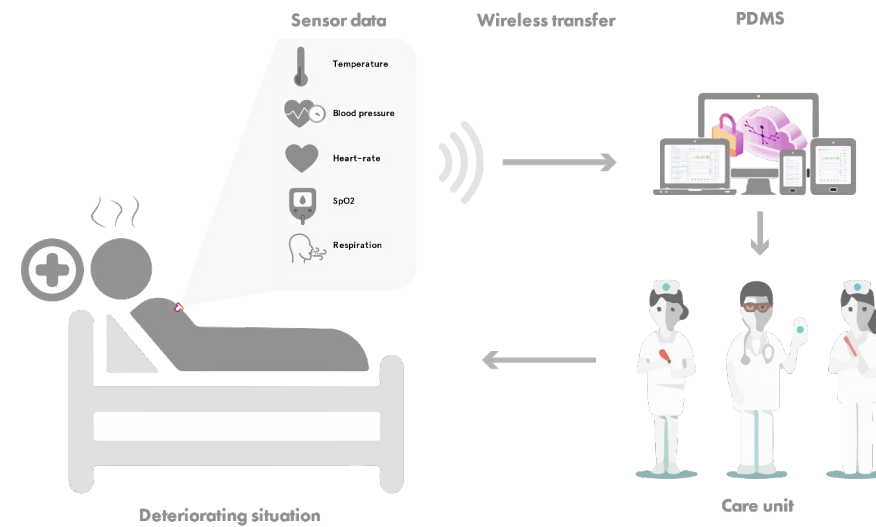 Sensor data
Wireless transfer
PDMS
Temperature
Blood pressure
Heart-rate
SpO2
Respiration
Deteriorating situation
Care unit